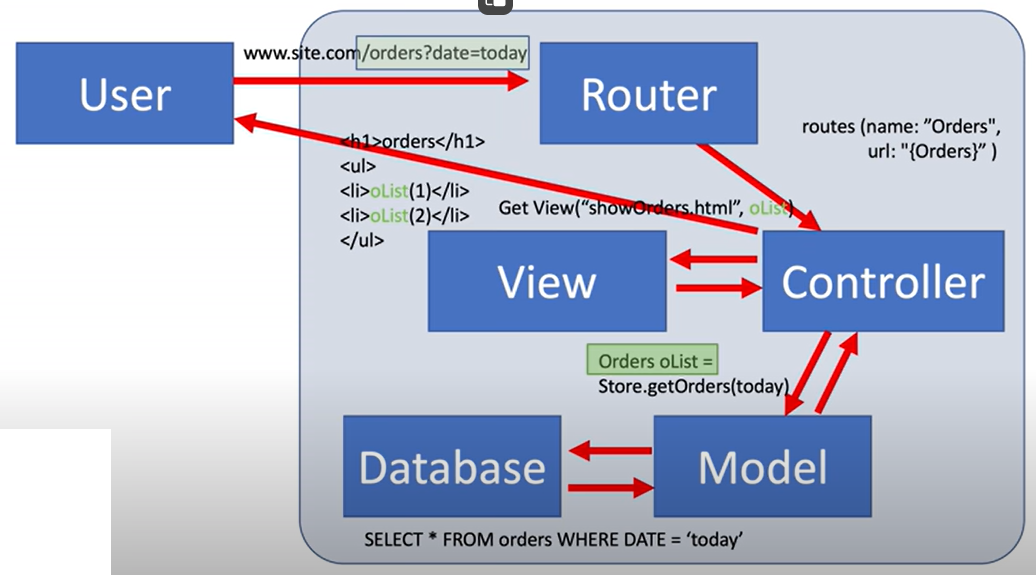 www.site.com/orders?date=today
User
Router
routes (name: ”Orders",
url: "{Orders}” )
<h1>orders</h1>
<ul>
<li>oList(1)</li>
<li>oList(2)</li>
</ul>
Get View(“showOrders.html”, oList)
View
Controller
Orders oList =
Store.getOrders(today)
Database
Model
SELECT * FROM orders WHERE DATE = ‘today’